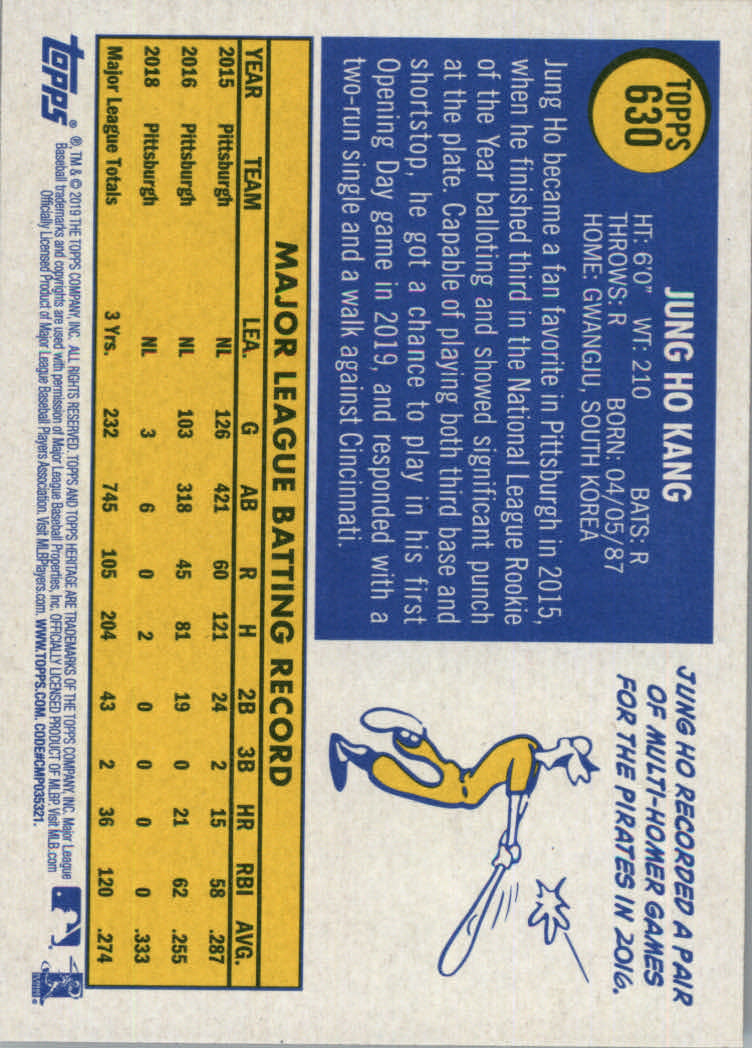 TOPPS
630
JUNG HO KANG
HT: 6'0" WT: 210 BATS: R
THROWS: R BORN: 04/05/87
HOME: GWANGJU, SOUTH KOREA
Jung Ho became a fan favorite in Pittsburgh in 2015,
when he finished third in the National League Rookie
of the Year balloting and showed significant punch
at the plate. Capable of playing both third base and
shortstop, he got a chance to play in his first
Opening Day game in 2019, and responded with a
two-run single and a walk against Cincinnati.
JUNG HO RECORDED A PAIR
OF MULTI-HOMER GAMES
FOR THE PIRATES IN 2016.
MAJOR LEAGUE BATTING RECORD
YEAR TEAM LEA. G AB R H 2B 3B HR RBI AVG.
2015 Pittsburgh NL 126 421 60 121 24 2 15 58 .287
2016 Pittsburgh NL 103 318 45 81 19 0 21 62 .255
2018 Pittsburgh NL 3 6 0 2 0 0 0 0 .333
Major League Totals 3 Yrs. 232 745 105 204 43 2 36 120 .274
topps ® ®, TM & © 2019 THE TOPPS COMPANY, INC. ALL RIGHTS RESERVED. TOPPS AND TOPPS HERITAGE ARE TRADEMARKS OF THE TOPPS COMPANY, INC. Major League
Baseball trademarks and copyrights are used with permission of Major League Baseball Properties, Inc. OFFICIALLY LICENSED PRODUCT OF MLBP. Visit MLB.com
Officially Licensed Product of Major League Baseball Players Association. Visit MLBPlayers.com. WWW.TOPPS.COM. CODE#CMP035321.